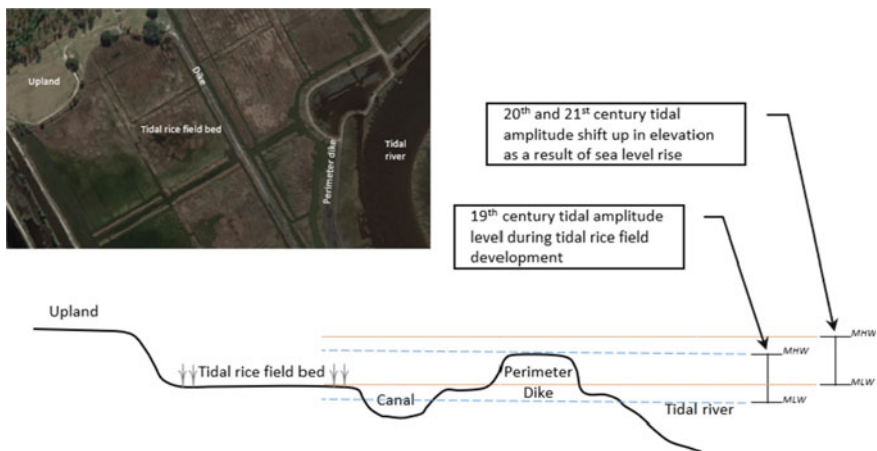 Upland
Dike
Tidal rice field bed
Perimeter dike
Tidal
river
20th and 21st century tidal
amplitude shift up in elevation
as a result of sea level rise
19th century tidal amplitude
level during tidal rice field
development
Upland
MHW
MHW
Tidal rice field bed
Perimeter
Dike
MLW
Canal
MLW
Tidal river